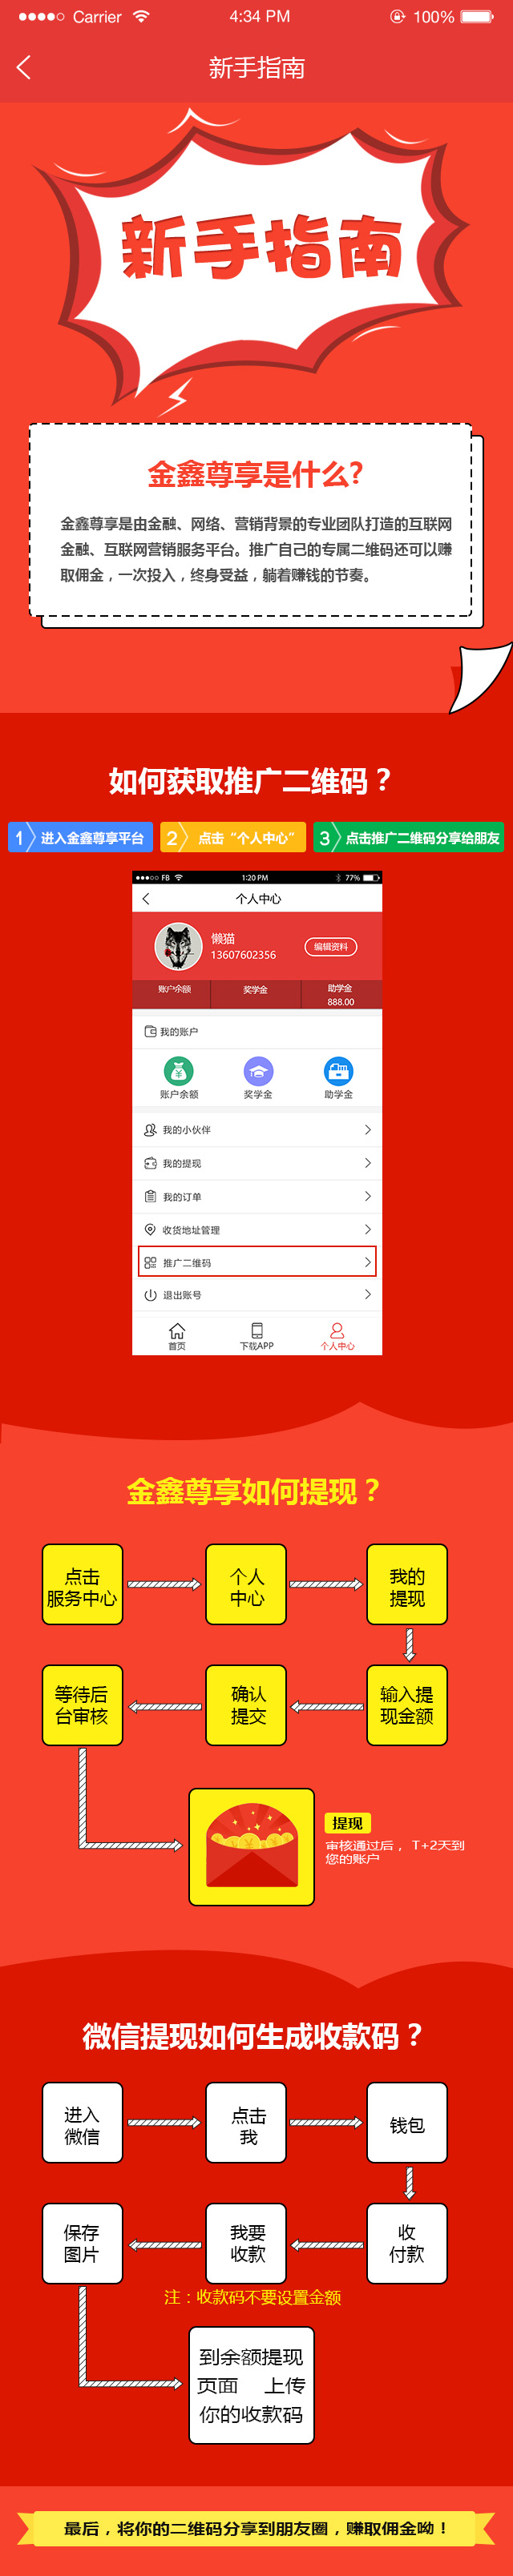 Carrier 4:34 PM 100%
新手指南
新手指南
金鑫尊享是什么?
金鑫尊享是由金融、网络、营销背景的专业团队打造的互联网
金融、互联网营销服务平台。推广自己的专属二维码还可以赚
取佣金，一次投入，终身受益，躺着赚钱的节奏。
如何获取推广二维码？
1 进入金鑫尊享平台 2 点击“个人中心” 3 点击推广二维码分享给朋友
FB 1:20 PM 77%
个人中心
懒猫
13607602356
编辑资料
账户余额 奖学金 助学金
888.00
我的账户
账户余额 奖学金 助学金
我的小伙伴
我的提现
我的订单
收货地址管理
推广二维码
退出账号
首页 下载APP 个人中心
金鑫尊享如何提现？
点击
服务中心
个人
中心
我的
提现
输入提
现金额
确认
提交
等待后
台审核
提现
审核通过后， T+2天到
您的账户
微信提现如何生成收款码？
进入
微信
点击
我
钱包
收
付款
我要
收款
保存
图片
注：收款码不要设置金额
到余额提现
页面 上传
你的收款码
最后，将你的二维码分享到朋友圈，赚取佣金呦！